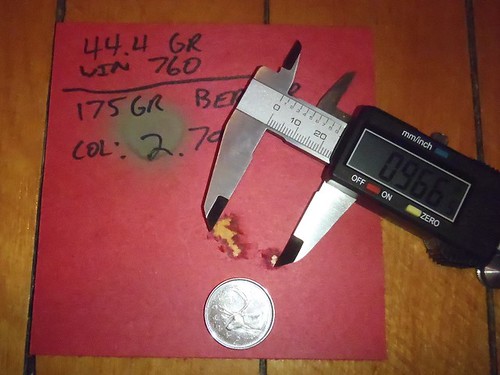 44.4 GR
WIN 760
175 GR
COL: 2.70
0 10 20
mm/inch
0.966
OFF ON ZERO